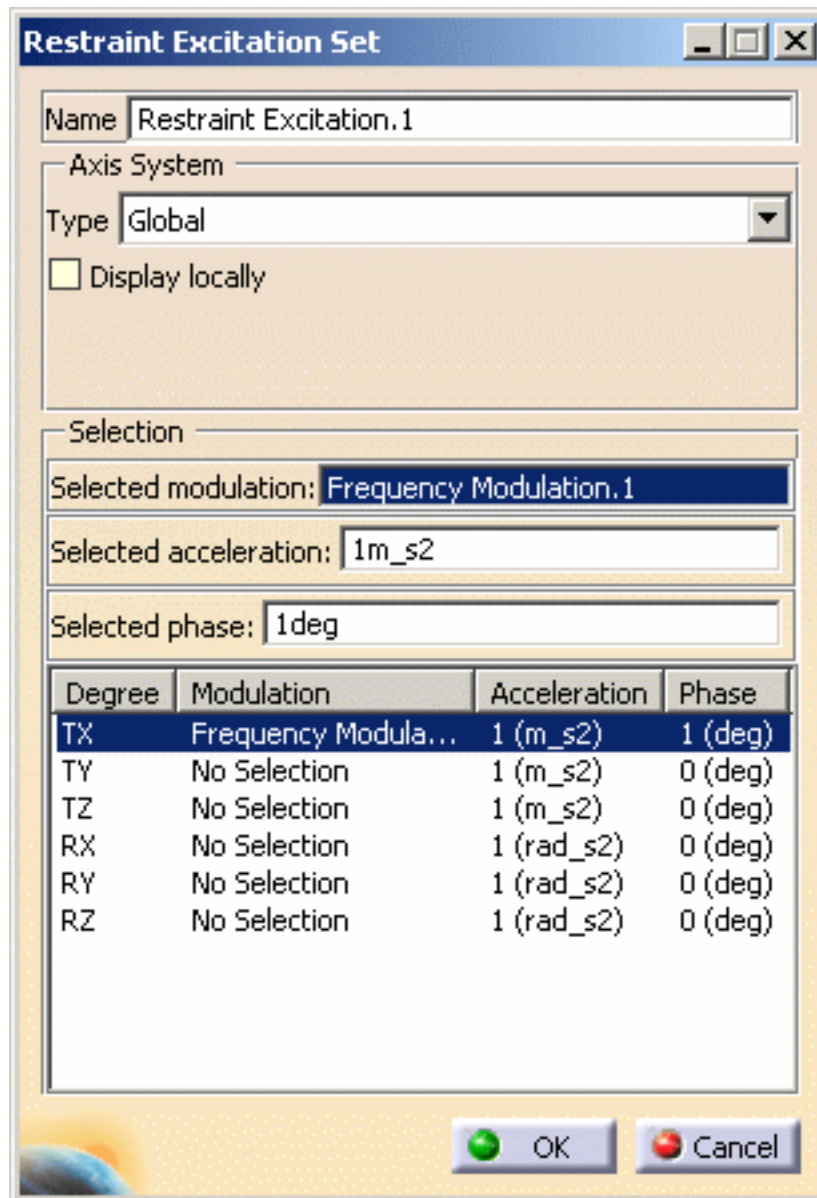 Restraint Excitation Set
Name Restraint Excitation.1
Axis System
Type Global
Display locally
Selection
Selected modulation: Frequency Modulation.1
Selected acceleration: 1m_s2
Selected phase: 1deg
Degree Modulation Acceleration Phase
TX Frequency Modula... 1 (m_s2) 1 (deg)
TY No Selection 1 (m_s2) 0 (deg)
TZ No Selection 1 (m_s2) 0 (deg)
RX No Selection 1 (rad_s2) 0 (deg)
RY No Selection 1 (rad_s2) 0 (deg)
RZ No Selection 1 (rad_s2) 0 (deg)
OK Cancel